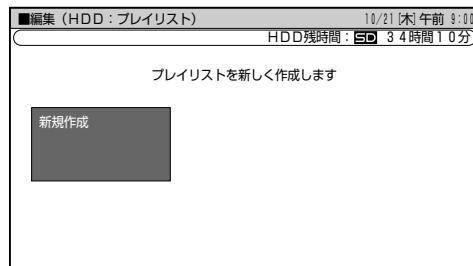 ■編集(HDD：プレイリスト) 10/21[木]午前 9:00
HDD残時間：SD 34時間10分
プレイリストを新しく作成します
新規作成